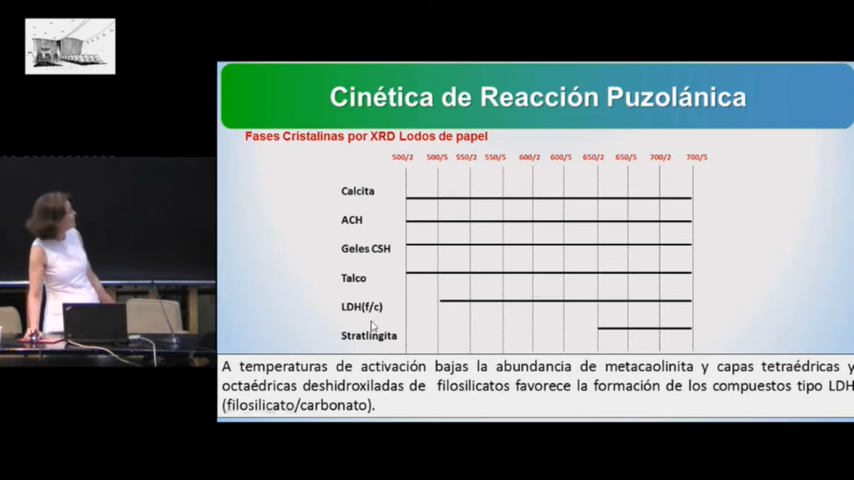 Cinética de Reacción Puzolánica
Fases Cristalinas por XRD Lodos de papel
500/2 500/5 550/2 550/5 600/2 600/5 650/2 650/5 700/2 700/5
Calcita
ACH
Geles CSH
Talco
LDH(f/c)
Stratlingita
A temperaturas de activación bajas la abundancia de metacaolinita y capas tetraédricas y
octaédricas deshidroxiladas de filosilicatos favorece la formación de los compuestos tipo LDH
(filosilicato/carbonato).